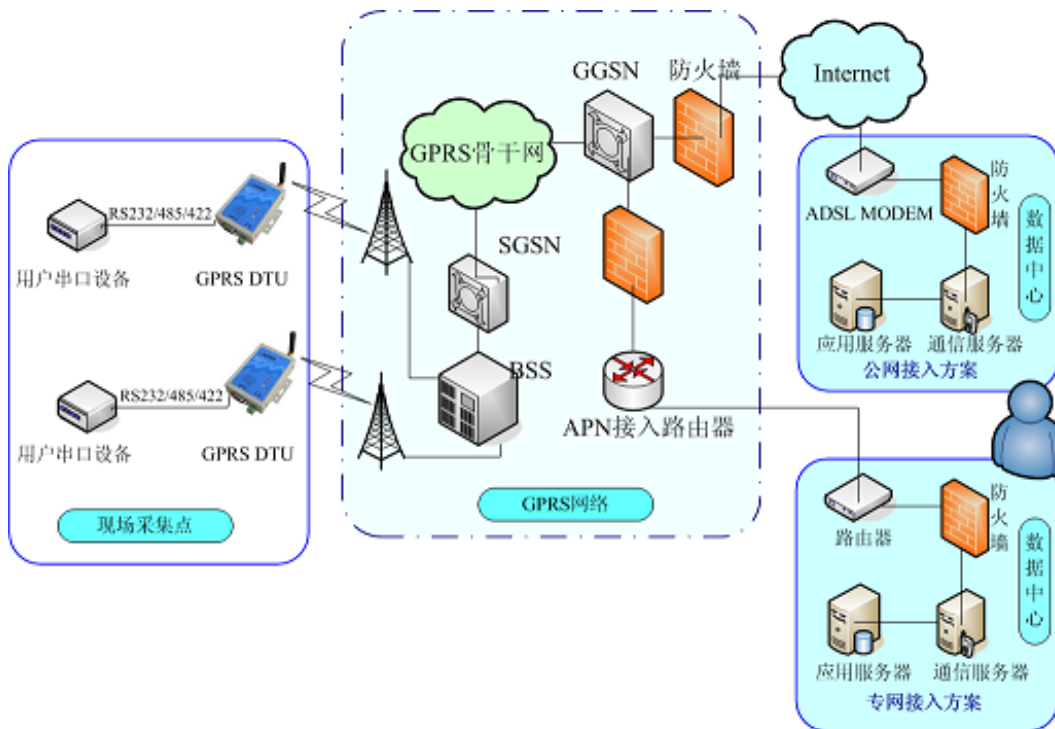 RS232/485/422
用户串口设备
GPRS DTU
RS232/485/422
用户串口设备
GPRS DTU
现场采集点
GGSN
防火墙
GPRS骨干网
SGSN
BSS
APN接入路由器
GPRS网络
Internet
ADSL MODEM
防火墙
数据中心
应用服务器
通信服务器
公网接入方案
路由器
防火墙
数据中心
应用服务器
通信服务器
专网接入方案